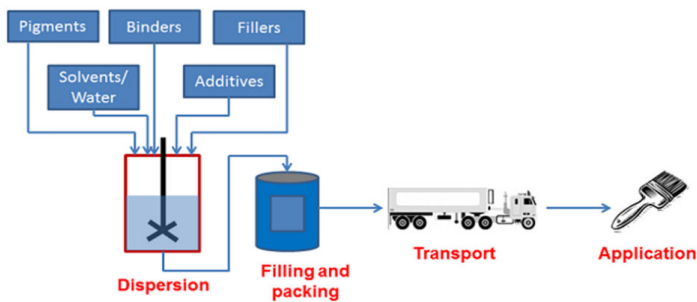 Pigments
Binders
Fillers
Solvents/
Water
Additives
Dispersion
Filling and
packing
Transport
Application